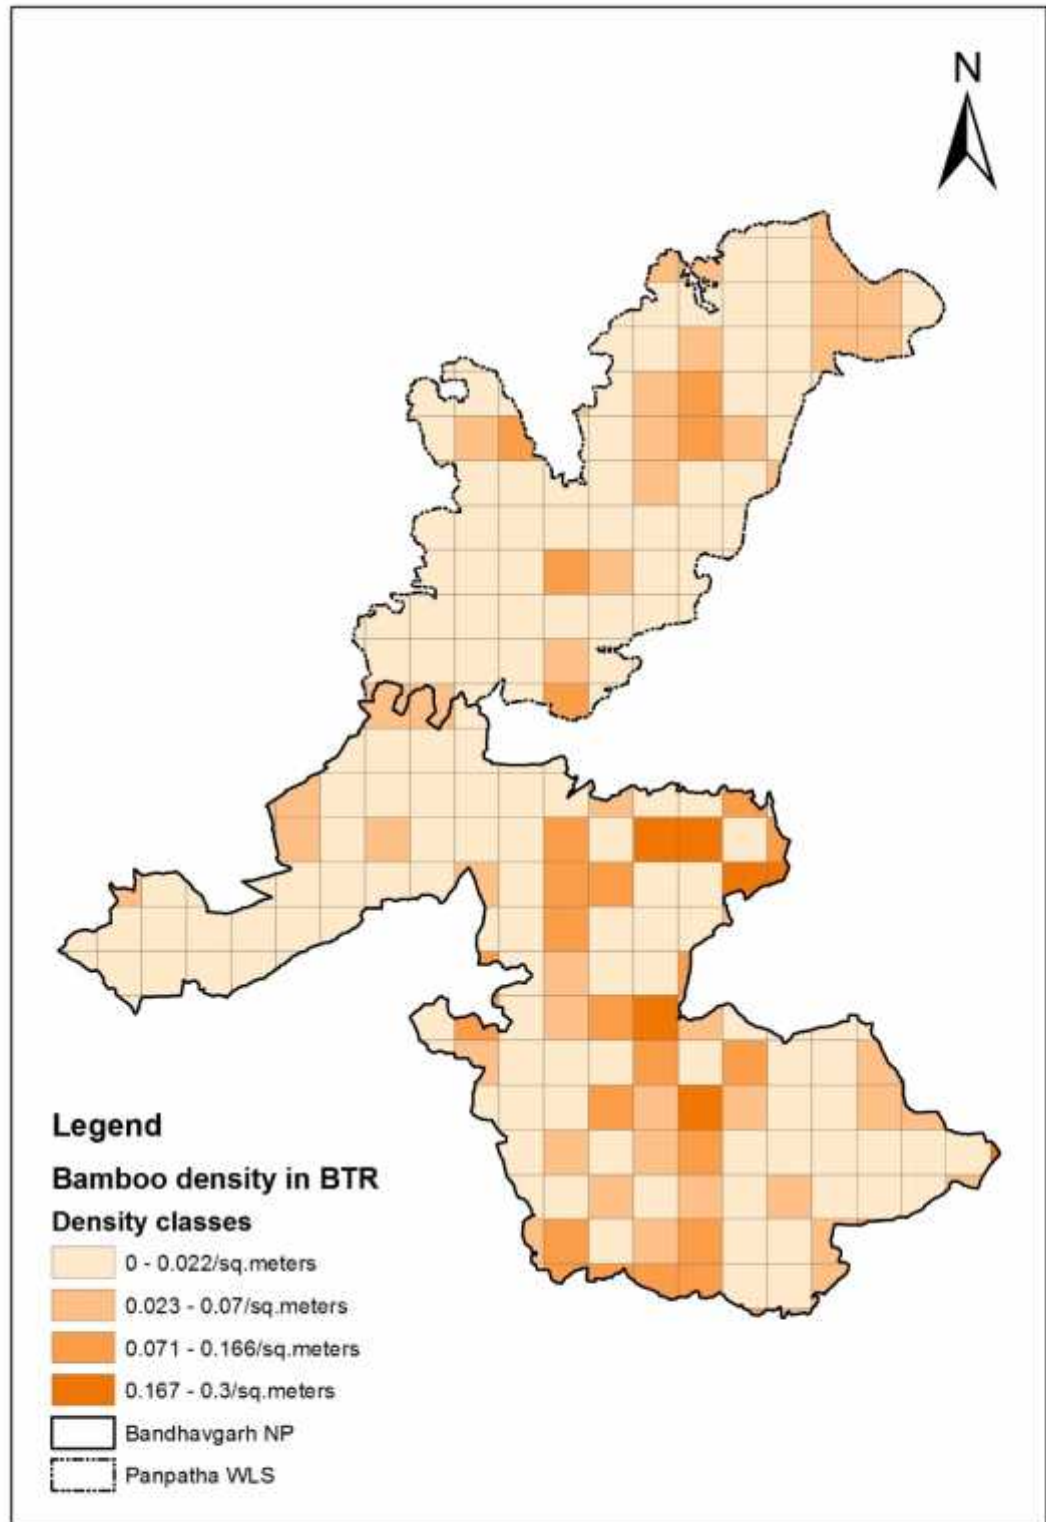 N
Legend
Bamboo density in BTR
Density classes
0 - 0.022/sq.meters
0.023 - 0.07/sq.meters
0.071 - 0.166/sq.meters
0.167 - 0.3/sq.meters
Bandhavgarh NP
Panpatha WLS